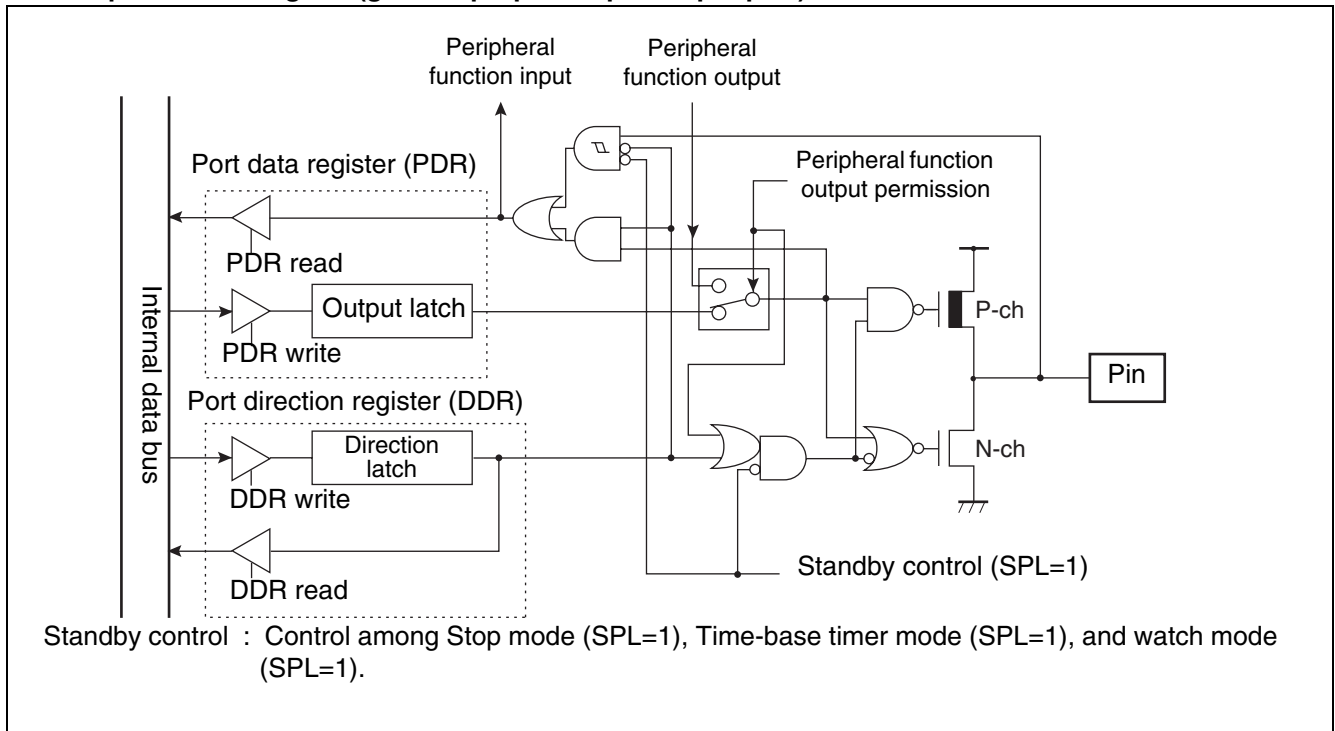 Peripheral
function input
Peripheral
function output
Port data register (PDR)
Peripheral function
output permission
PDR read
Output latch
PDR write
P-ch
Pin
Internal data bus
Port direction register (DDR)
Direction
latch
N-ch
DDR write
DDR read
Standby control (SPL=1)
Standby control : Control among Stop mode (SPL=1), Time-base timer mode (SPL=1), and watch mode
(SPL=1).